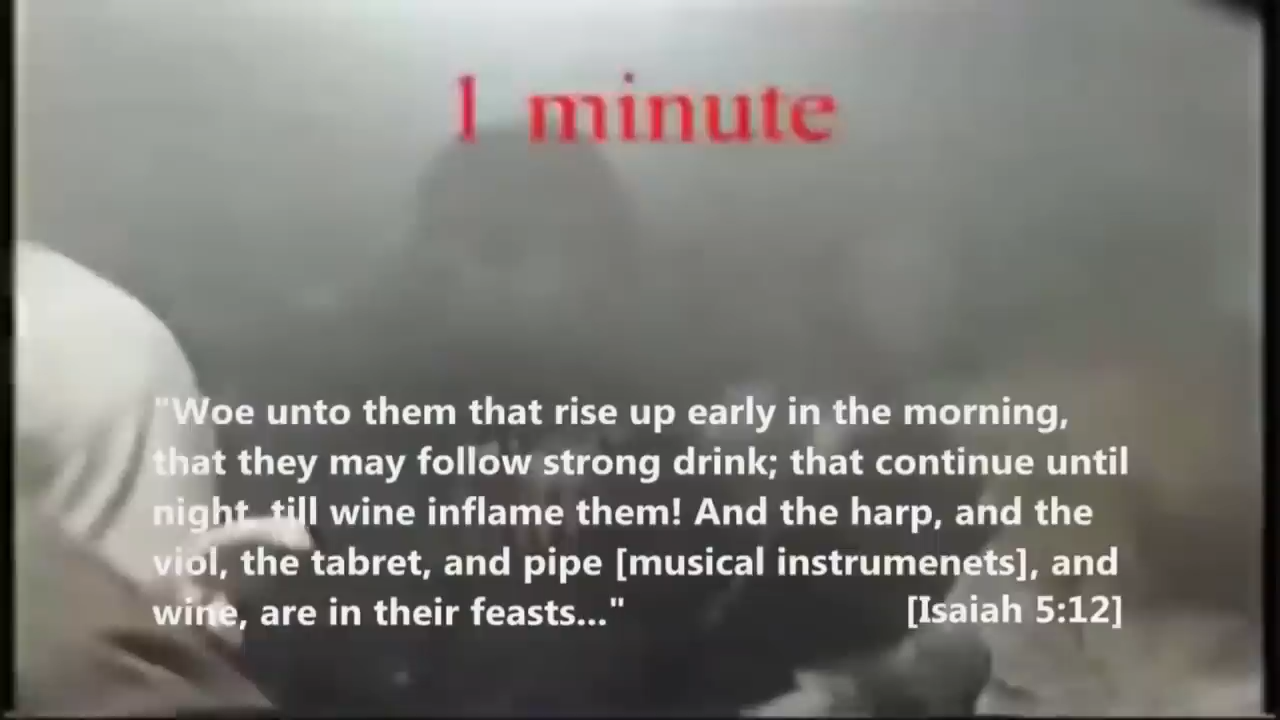 1 minute
"Woe unto them that rise up early in the morning,
that they may follow strong drink; that continue until
night, till wine inflame them! And the harp, and the
viol, the tabret, and pipe [musical instrumenets], and
wine, are in their feasts..." [Isaiah 5:12]